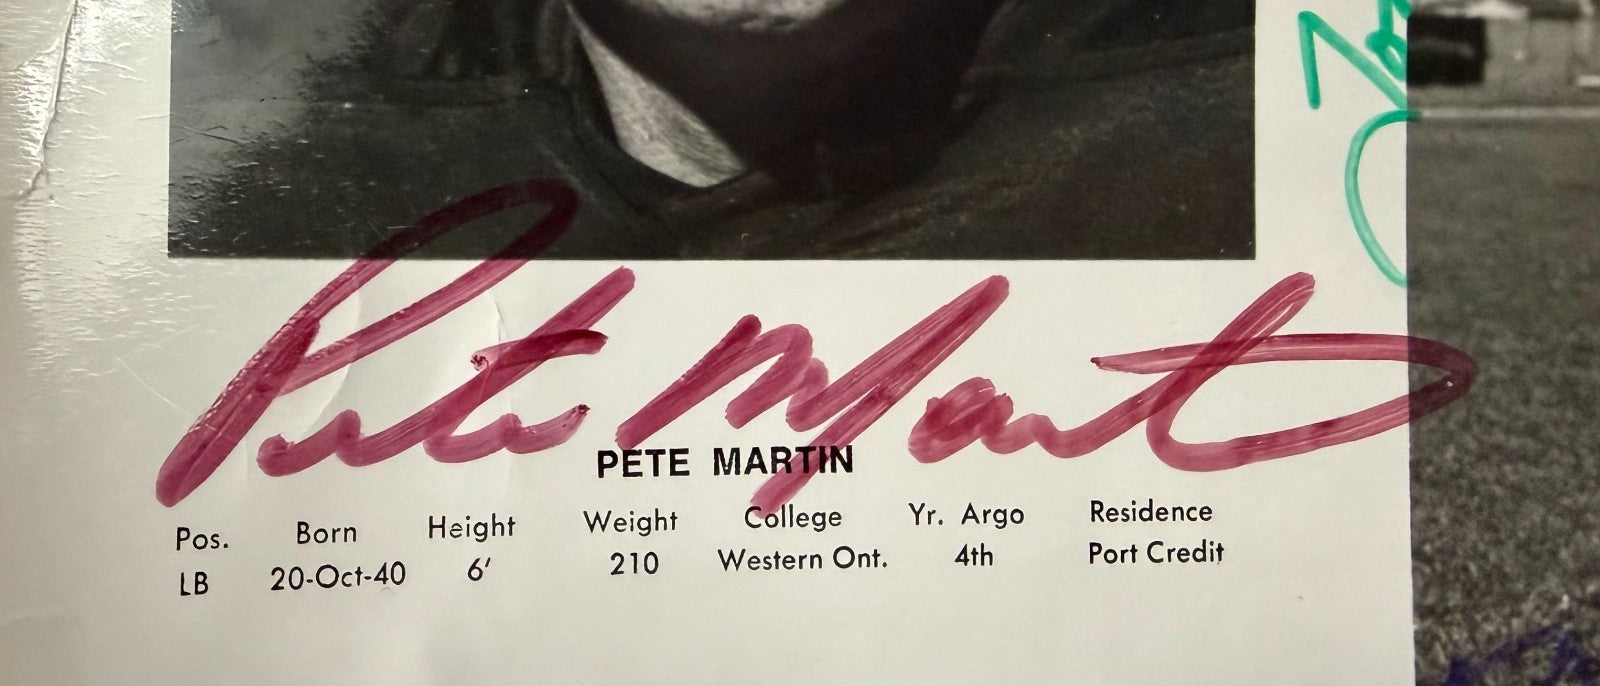 Pete Martin
PETE MARTIN
Pos. Born Height Weight College Yr. Argo Residence
LB 20-Oct-40 6' 210 Western Ont. 4th Port Credit